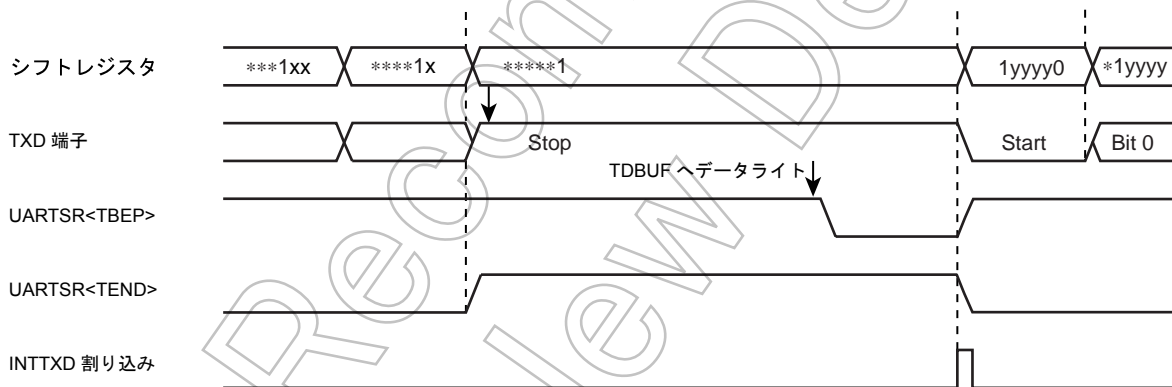 シフトレジスタ ***1xx ****1x *****1 1yyyy0 *1yyyy
TXD 端子 Stop Start Bit 0
TDBUF へデータライト
UARTSR<TBEP>
UARTSR<TEND>
INTTXD 割り込み